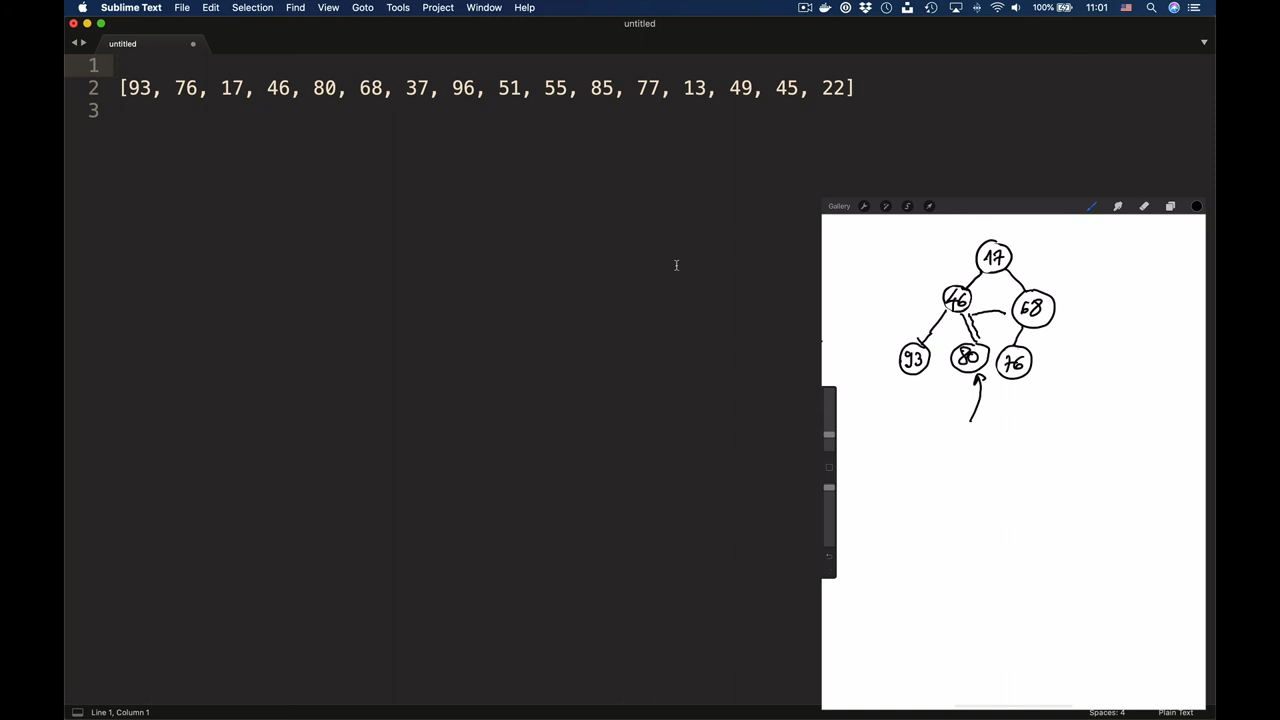 Sublime Text File Edit Selection Find View Goto Tools Project Window Help 100% 11:01
untitled
untitled
1
2 [93, 76, 17, 46, 80, 68, 37, 96, 51, 55, 85, 77, 13, 49, 45, 22]
3
Gallery
17
46 68
93 80 76
Line 1, Column 1 Spaces: 4 Plain Text